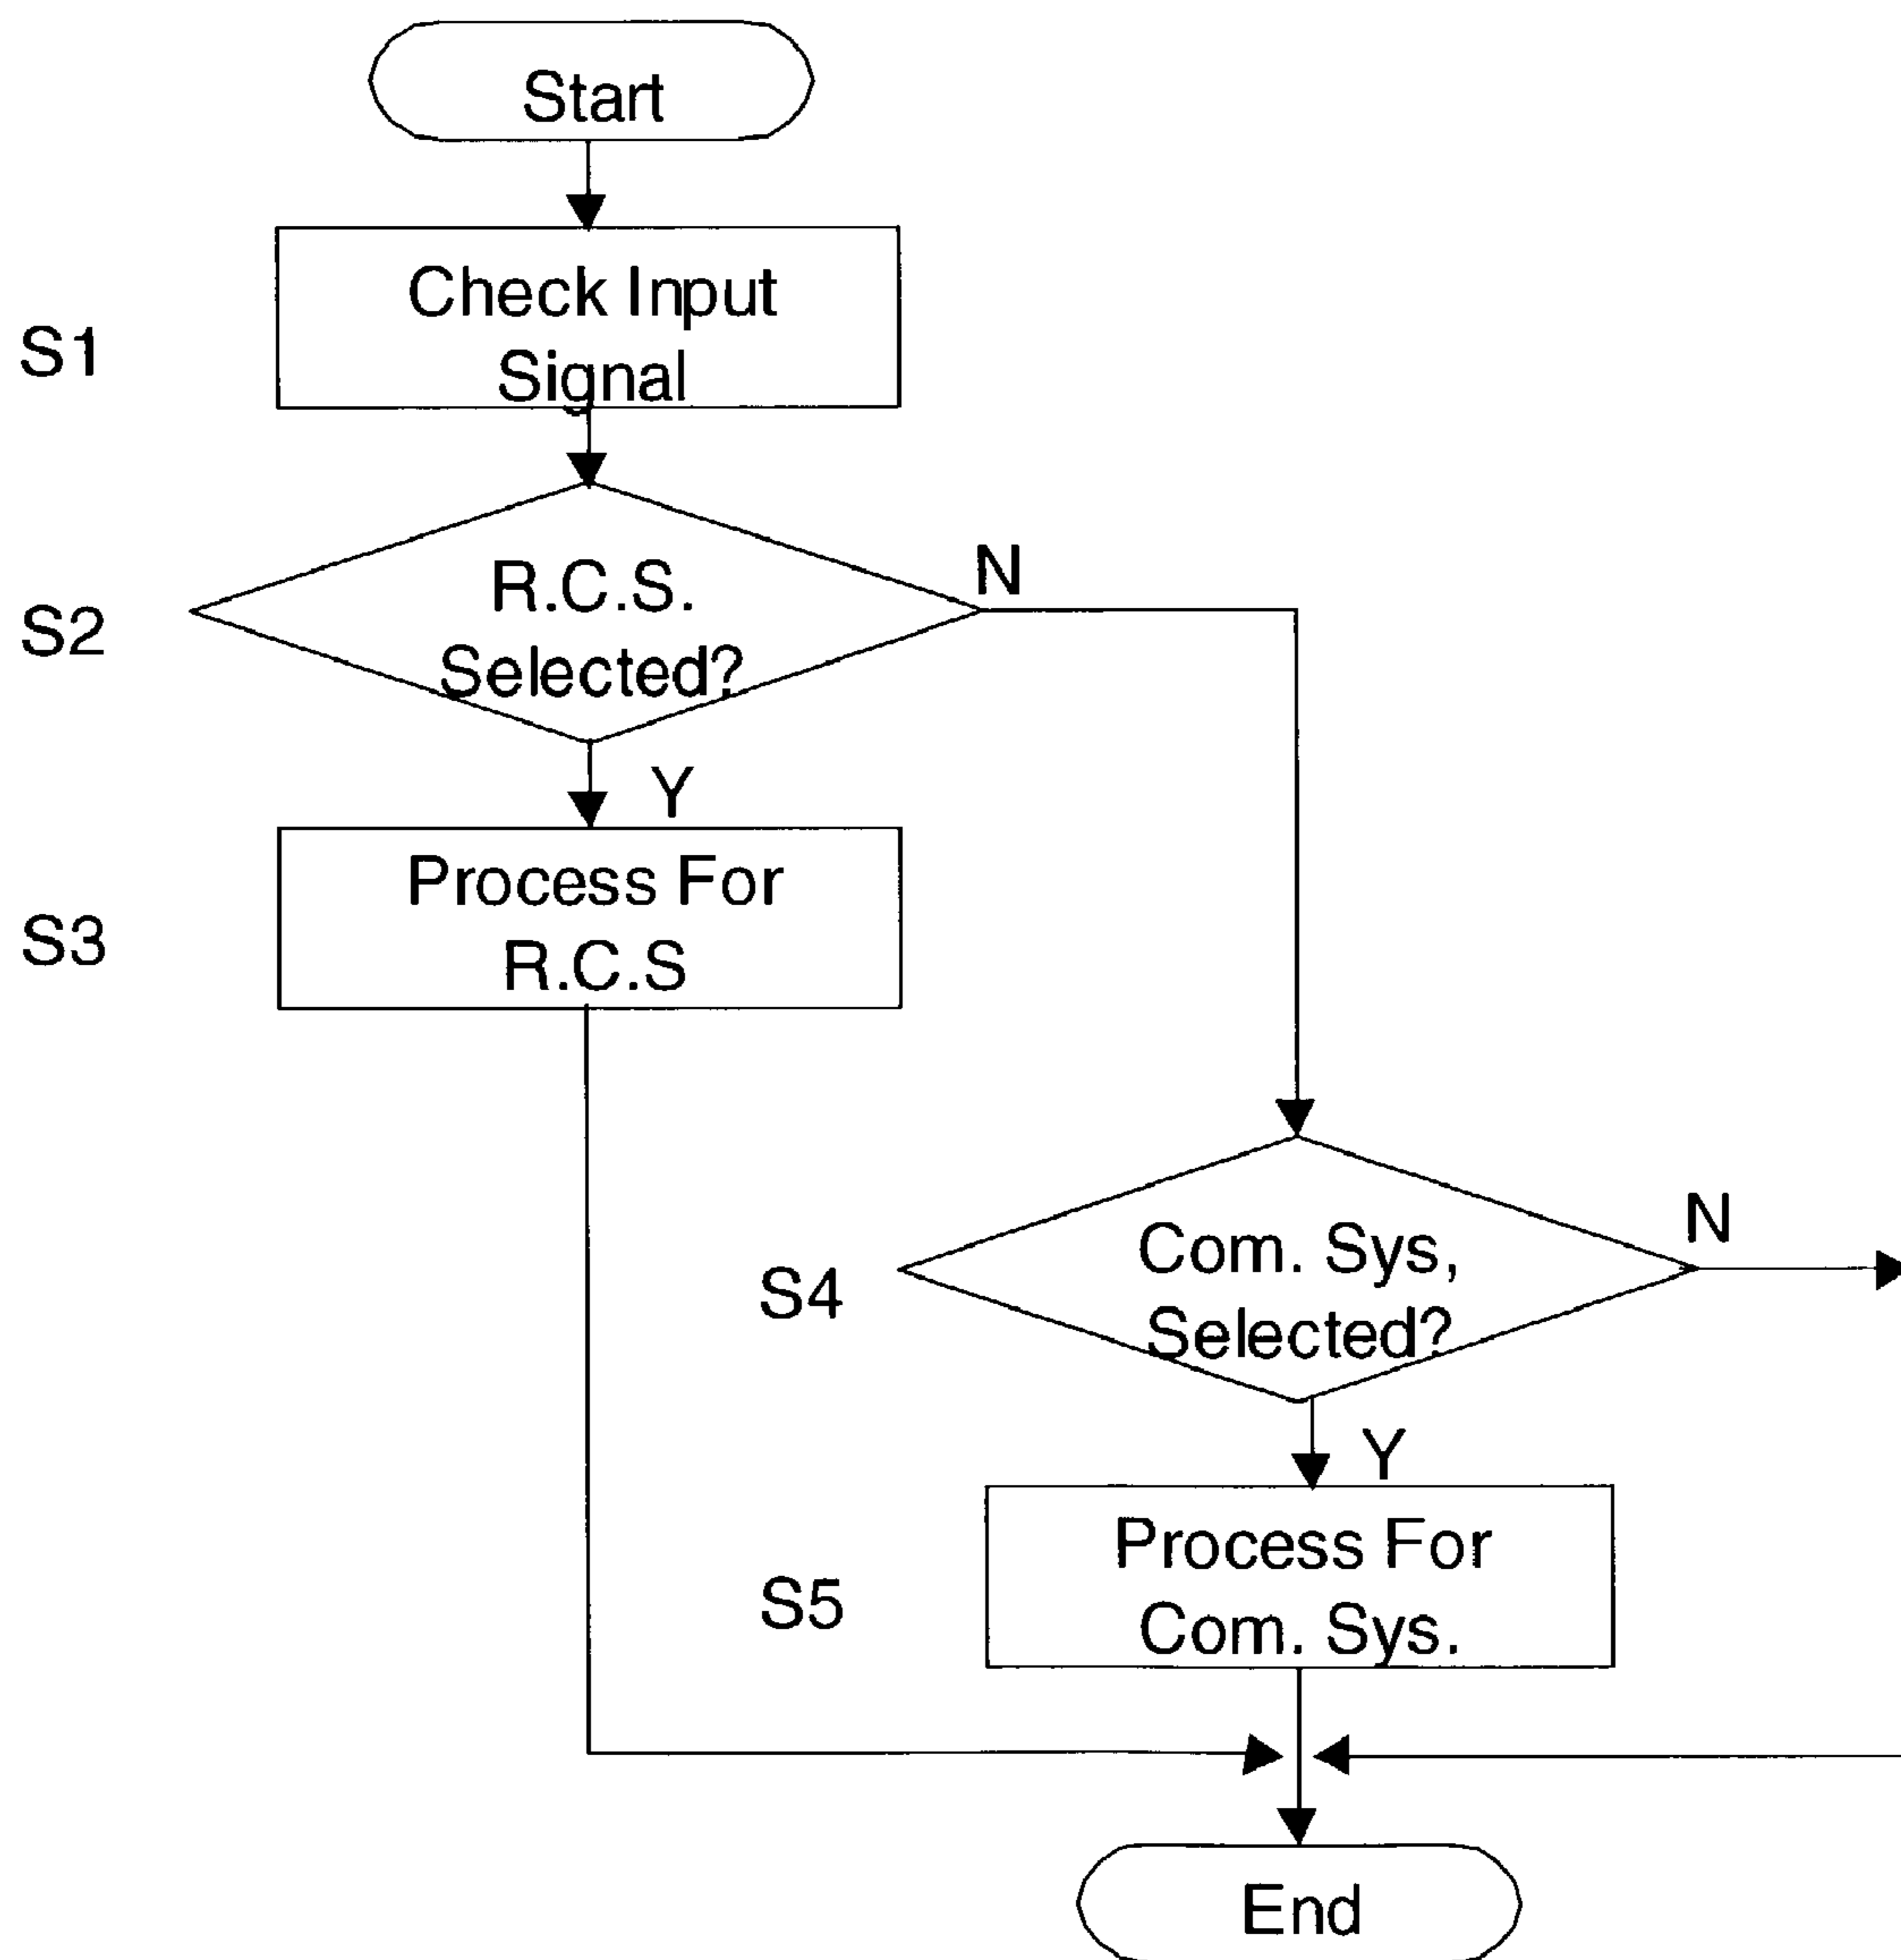 Start
S1
Check Input
Signal
S2
R.C.S.
Selected?
N
Y
S3
Process For
R.C.S
S4
Com. Sys,
Selected?
N
Y
S5
Process For
Com. Sys.
End